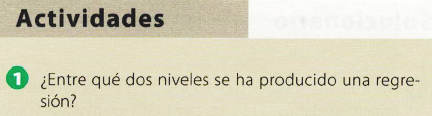 Actividades
1 ¿Entre qué dos niveles se ha producido una regre-
sión?